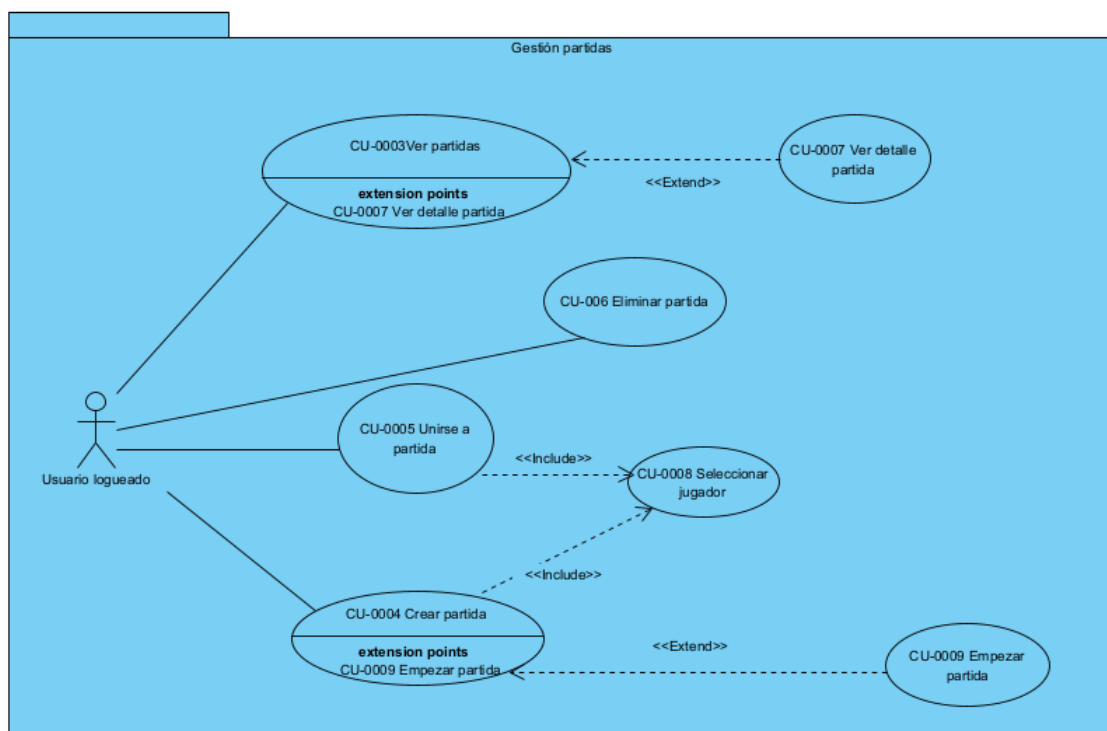 Gestión partidas
CU-0003Ver partidas
extension points
CU-0007 Ver detalle partida
<<Extend>>
CU-0007 Ver detalle
partida
CU-006 Eliminar partida
Usuario logueado
CU-0005 Unirse a
partida
<<Include>>
CU-0008 Seleccionar
jugador
<<Include>>
CU-0004 Crear partida
extension points
CU-0009 Empezar partida
<<Extend>>
CU-0009 Empezar
partida